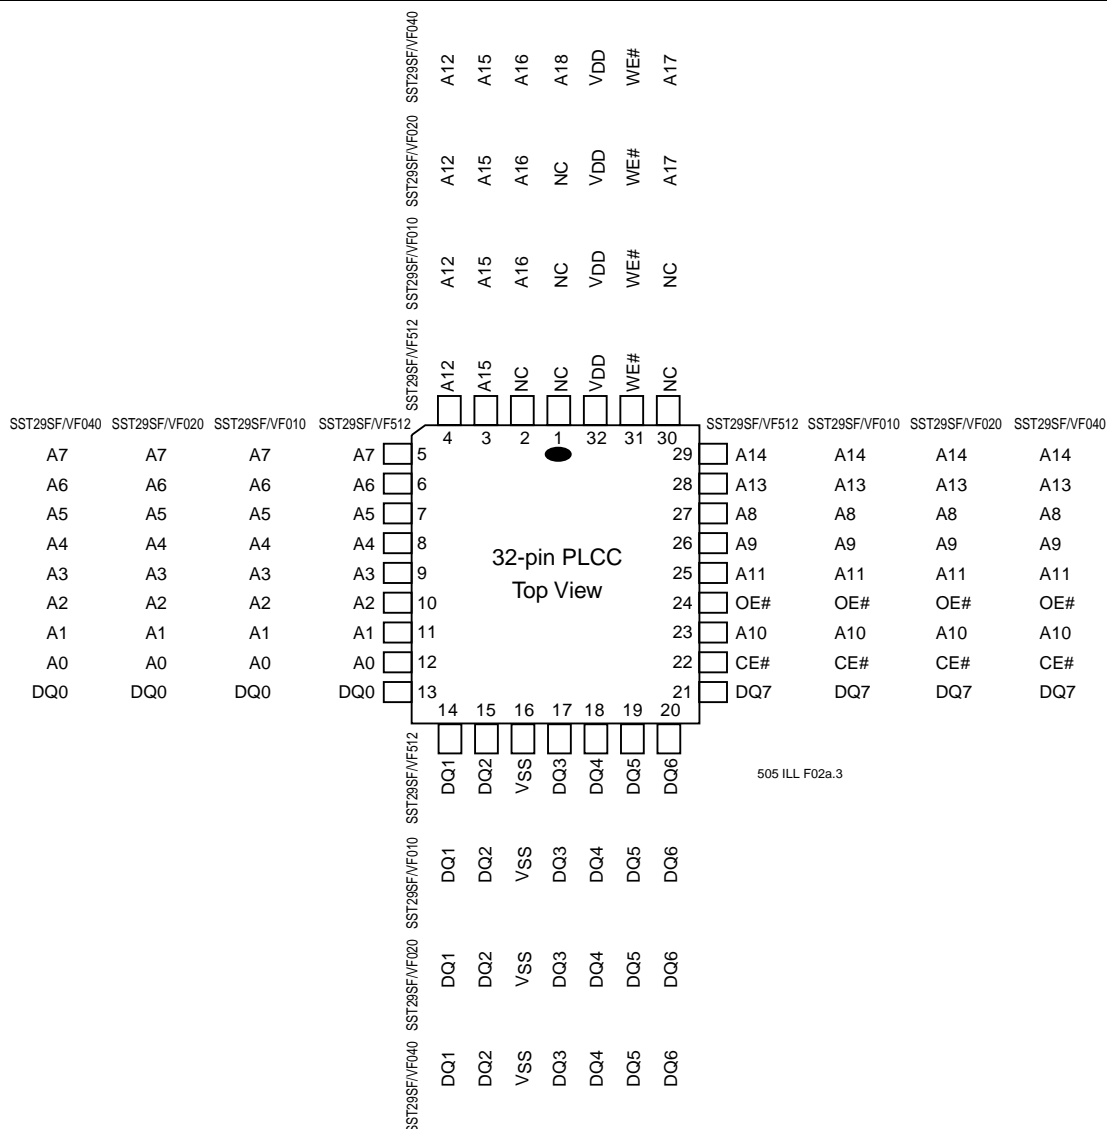 SST29SF/VF040 A12 A15 A16 A18 VDD WE# A17
SST29SF/VF020 A12 A15 A16 NC VDD WE# A17
SST29SF/VF010 A12 A15 A16 NC VDD WE# NC
SST29SF/VF512 A12 A15 NC NC VDD WE# NC
SST29SF/VF040 SST29SF/VF020 SST29SF/VF010 SST29SF/VF512 SST29SF/VF512 SST29SF/VF010 SST29SF/VF020 SST29SF/VF040
4 3 2 1 32 31 30
A7 A7 A7 A7 5 29 A14 A14 A14 A14
A6 A6 A6 A6 6 28 A13 A13 A13 A13
A5 A5 A5 A5 7 27 A8 A8 A8 A8
A4 A4 A4 A4 8 26 A9 A9 A9 A9
32-pin PLCC
A3 A3 A3 A3 9 25 A11 A11 A11 A11
Top View
A2 A2 A2 A2 10 24 OE# OE# OE# OE#
A1 A1 A1 A1 11 23 A10 A10 A10 A10
A0 A0 A0 A0 12 22 CE# CE# CE# CE#
DQ0 DQ0 DQ0 DQ0 13 21 DQ7 DQ7 DQ7 DQ7
14 15 16 17 18 19 20
SST29SF/VF512 DQ1 DQ2 VSS DQ3 DQ4 DQ5 DQ6
505 ILL F02a.3
SST29SF/VF010 DQ1 DQ2 VSS DQ3 DQ4 DQ5 DQ6
SST29SF/VF020 DQ1 DQ2 VSS DQ3 DQ4 DQ5 DQ6
SST29SF/VF040 DQ1 DQ2 VSS DQ3 DQ4 DQ5 DQ6